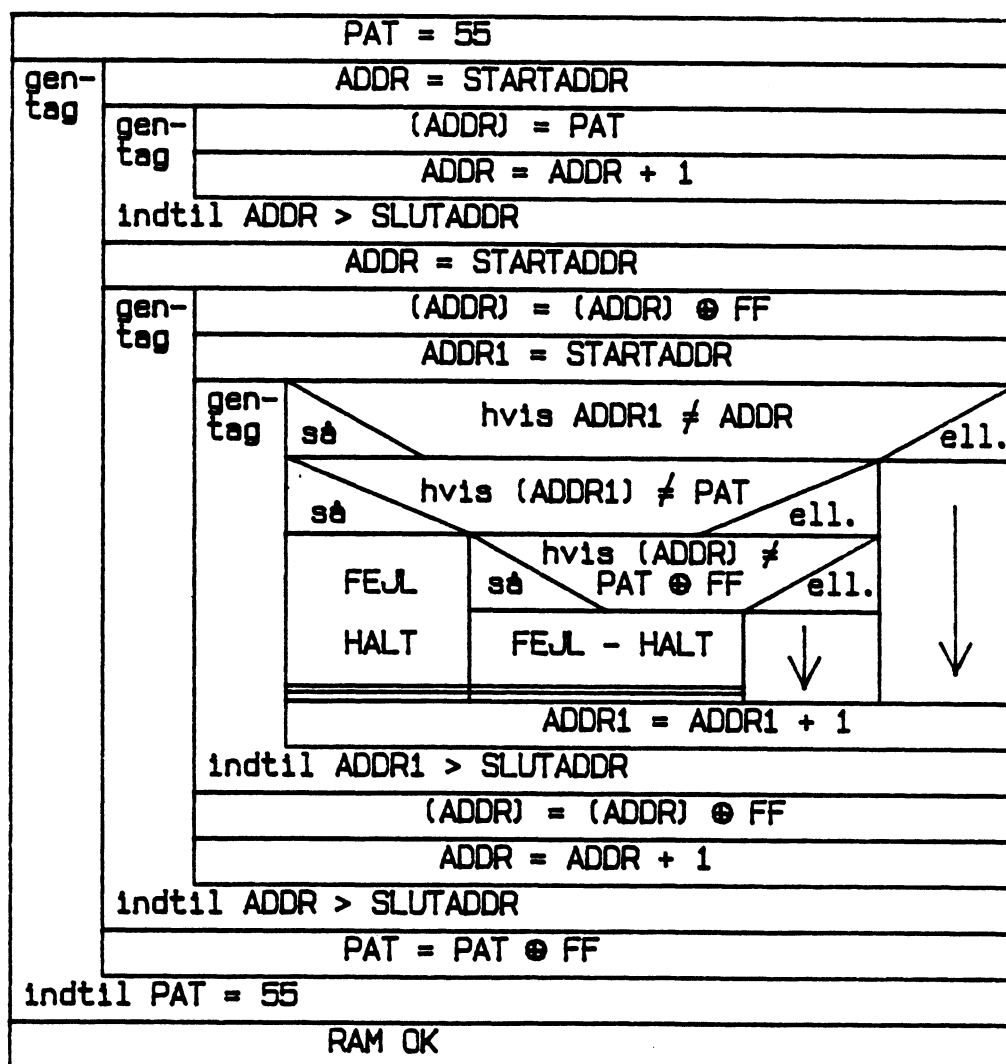 PAT = 55
gen-
tag
ADDR = STARTADDR
gen-
tag
(ADDR) = PAT
ADDR = ADDR + 1
indtil ADDR > SLUTADDR
ADDR = STARTADDR
gen-
tag
(ADDR) = (ADDR) ⊕ FF
ADDR1 = STARTADDR
gen-
tag
hvis ADDR1 ≠ ADDR
så
ell.
hvis (ADDR1) ≠ PAT
så
ell.
hvis (ADDR) ≠
PAT ⊕ FF
så
ell.
FEJL
HALT
FEJL - HALT
ADDR1 = ADDR1 + 1
indtil ADDR1 > SLUTADDR
(ADDR) = (ADDR) ⊕ FF
ADDR = ADDR + 1
indtil ADDR > SLUTADDR
PAT = PAT ⊕ FF
indtil PAT = 55
RAM OK